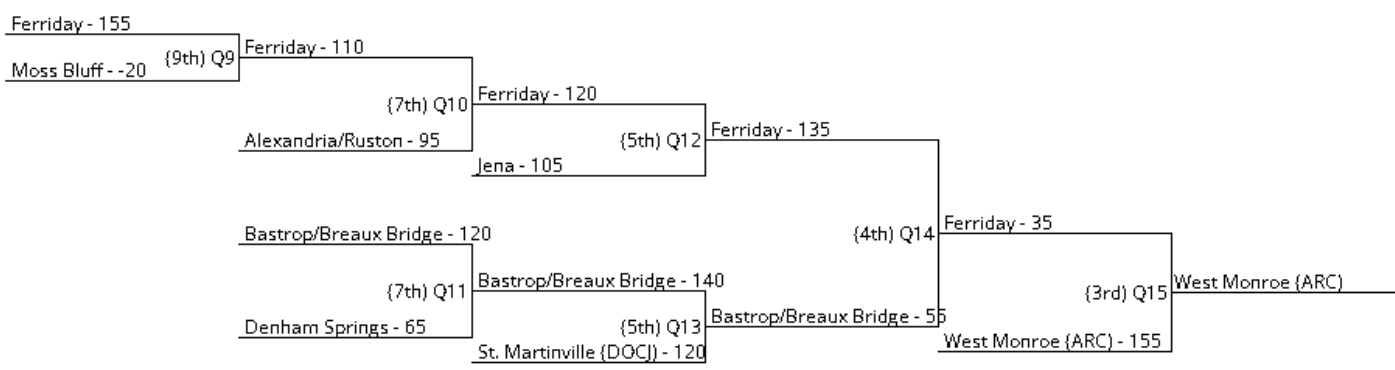 Ferriday - 155
Moss Bluff - -20
{9th) Q9
Ferriday - 110
Alexandria/Ruston - 95
{7th) Q10
Ferriday - 120
Jena - 105
{5th) Q12
Ferriday - 135
Bastrop/Breaux Bridge - 120
Denham Springs - 65
{7th) Q11
Bastrop/Breaux Bridge - 140
St. Martinville {DOCJ) - 120
{5th) Q13
Bastrop/Breaux Bridge - 55
{4th) Q14
Ferriday - 35
West Monroe {ARC) - 155
{3rd) Q15
West Monroe {ARC)